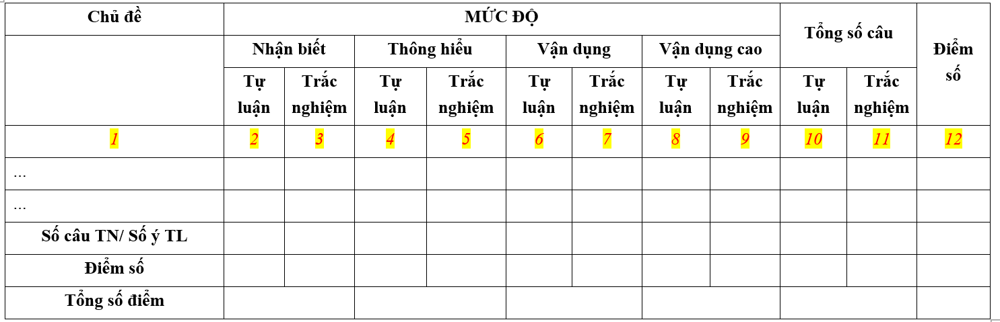 Chủ đề MỨC ĐỘ Tổng số câu Điểm số
Nhận biết Thông hiểu Vận dụng Vận dụng cao
Tự luận Trắc nghiệm Tự luận Trắc nghiệm Tự luận Trắc nghiệm Tự luận Trắc nghiệm Tự luận Trắc nghiệm
1 2 3 4 5 6 7 8 9 10 11 12
...
...
Số câu TN/ Số ý TL
Điểm số
Tổng số điểm